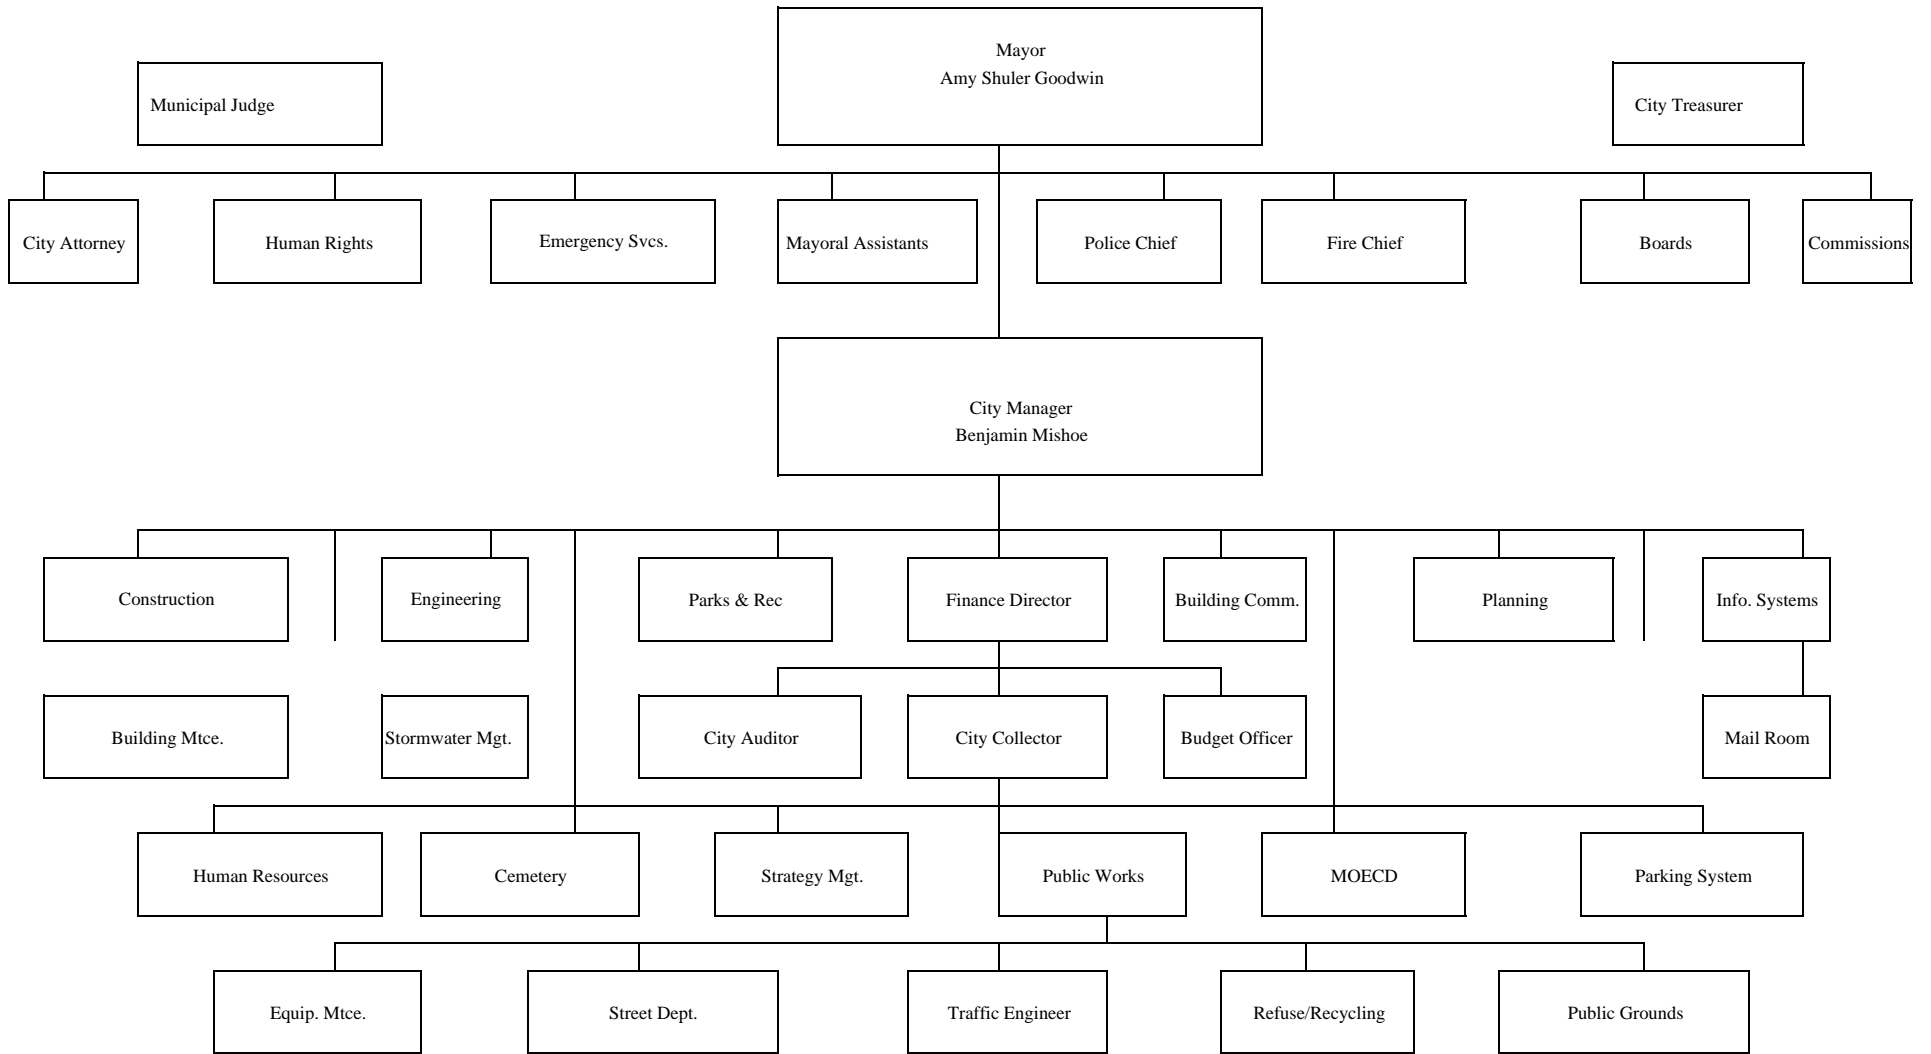 Mayor
Amy Shuler Goodwin
Municipal Judge
City Treasurer
City Attorney
Human Rights
Emergency Svcs.
Mayoral Assistants
Police Chief
Fire Chief
Boards
Commissions
City Manager
Benjamin Mishoe
Construction
Engineering
Parks & Rec
Finance Director
Building Comm.
Planning
Info. Systems
Building Mtce.
Stormwater Mgt.
City Auditor
City Collector
Budget Officer
Mail Room
Human Resources
Cemetery
Strategy Mgt.
Public Works
MOECD
Parking System
Equip. Mtce.
Street Dept.
Traffic Engineer
Refuse/Recycling
Public Grounds